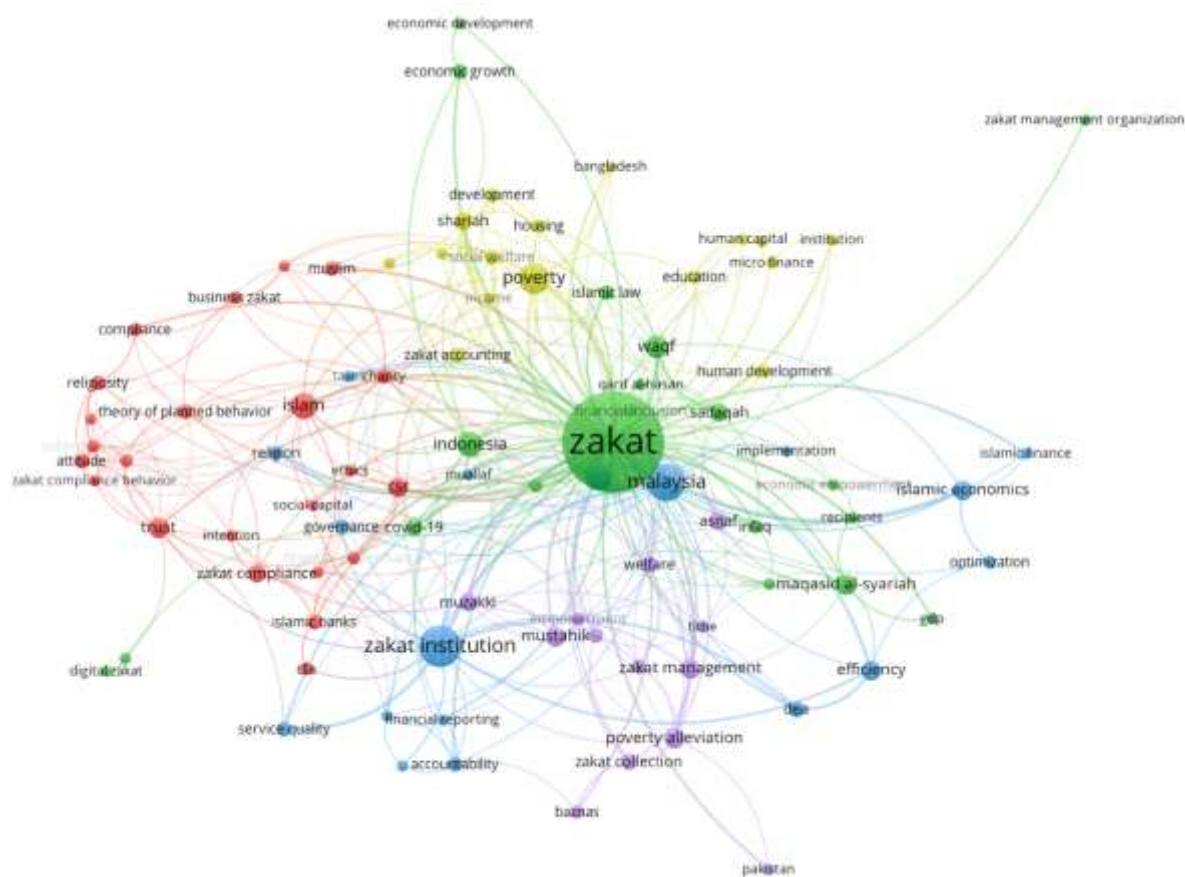 economic development
economic growth
zakat management organization
bangladesh
development
shariah
housing
human capital
institution
social welfare
micro finance
muslim
poverty
education
islamic law
business zakat
income
compliance
waqf
zakat accounting
human development
charity
religiosity
qard al-hasan
islam
theory of planned behavior
financial inclusion
sadaqah
zakat
indonesia
religion
implementation
islamic finance
attitude
ethics
muallaf
malaysia
zakat compliance behavior
csr
economic empowerment
islamic economics
social capital
asnaf
infaq
recipients
trust
governance
covid-19
intention
welfare
optimization
zakat compliance
maqasid al-syariah
muzakki
islamic banks
gdp
tithe
mustahik
zakat institution
digital zakat
zakat management
efficiency
dea
financial reporting
service quality
poverty alleviation
zakat collection
accountability
baznas
pakistan